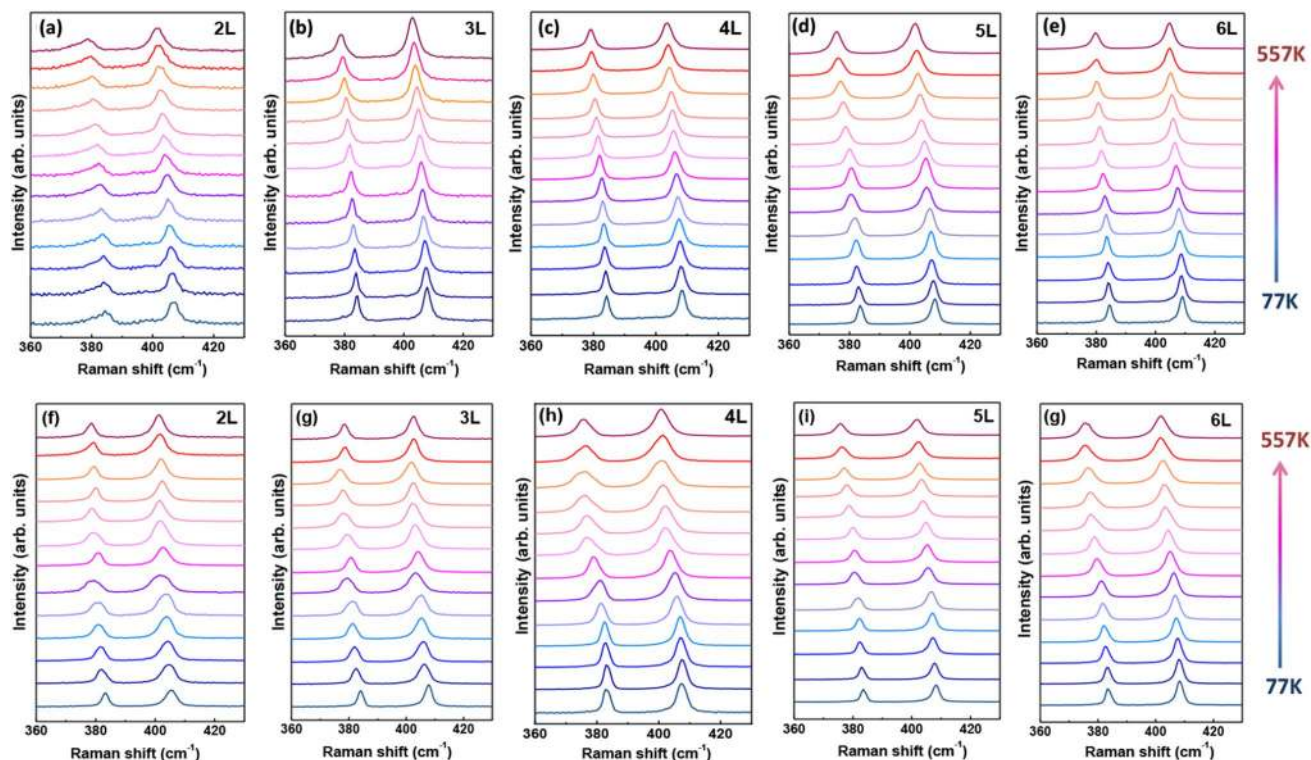 (a) 2L
(b) 3L
(c) 4L
(d) 5L
(e) 6L
557K
77K
Intensity (arb. units)
Intensity (arb. units)
Intensity (arb. units)
Intensity (arb. units)
Intensity (arb. units)
360 380 400 420
360 380 400 420
360 380 400 420
360 380 400 420
360 380 400 420
Raman shift (cm⁻¹)
Raman shift (cm⁻¹)
Raman shift (cm⁻¹)
Raman shift (cm⁻¹)
Raman shift (cm⁻¹)
(f) 2L
(g) 3L
(h) 4L
(i) 5L
(g) 6L
557K
77K
Intensity (arb. units)
Intensity (arb. units)
Intensity (arb. units)
Intensity (arb. units)
Intensity (arb. units)
360 380 400 420
360 380 400 420
360 380 400 420
360 380 400 420
360 380 400 420
Raman shift (cm⁻¹)
Raman shift (cm⁻¹)
Raman shift (cm⁻¹)
Raman shift (cm⁻¹)
Raman shift (cm⁻¹)